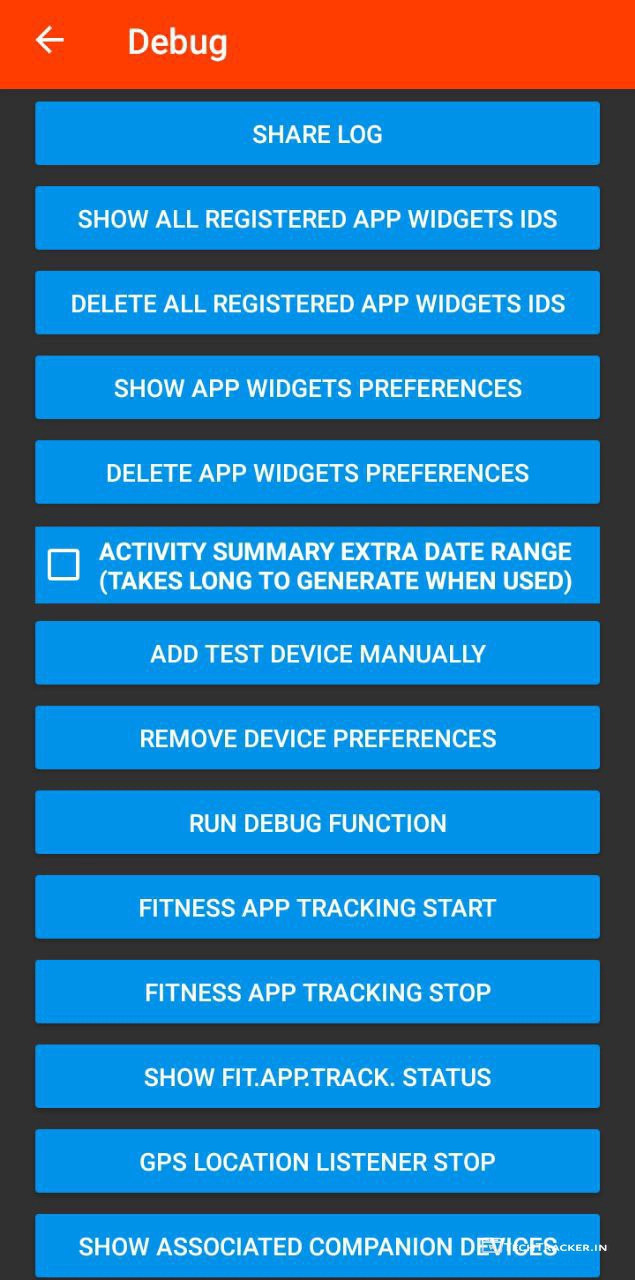 Debug
SHARE LOG
SHOW ALL REGISTERED APP WIDGETS IDS
DELETE ALL REGISTERED APP WIDGETS IDS
SHOW APP WIDGETS PREFERENCES
DELETE APP WIDGETS PREFERENCES
ACTIVITY SUMMARY EXTRA DATE RANGE
(TAKES LONG TO GENERATE WHEN USED)
ADD TEST DEVICE MANUALLY
REMOVE DEVICE PREFERENCES
RUN DEBUG FUNCTION
FITNESS APP TRACKING START
FITNESS APP TRACKING STOP
SHOW FIT.APP.TRACK. STATUS
GPS LOCATION LISTENER STOP
SHOW ASSOCIATED COMPANION DEVICES
TECHTRACKER.IN